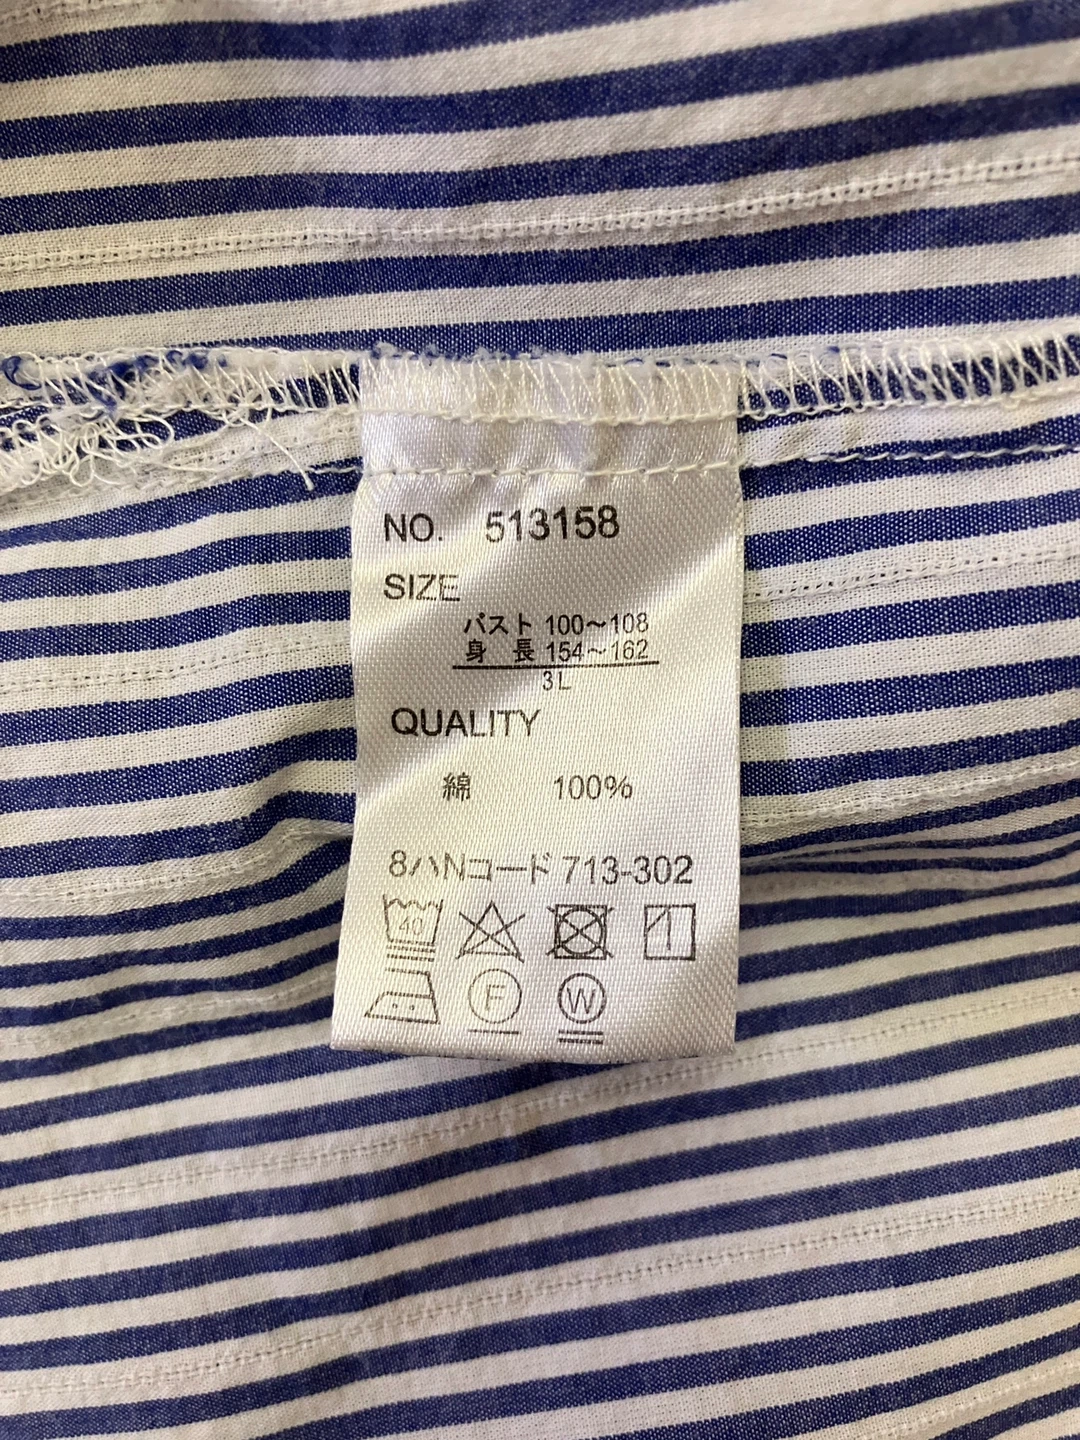 NO. 513158
SIZE
バスト 100～108
身 長 154～162
3L
QUALITY
綿 100%
8ハNコード 713-302
40
F
W